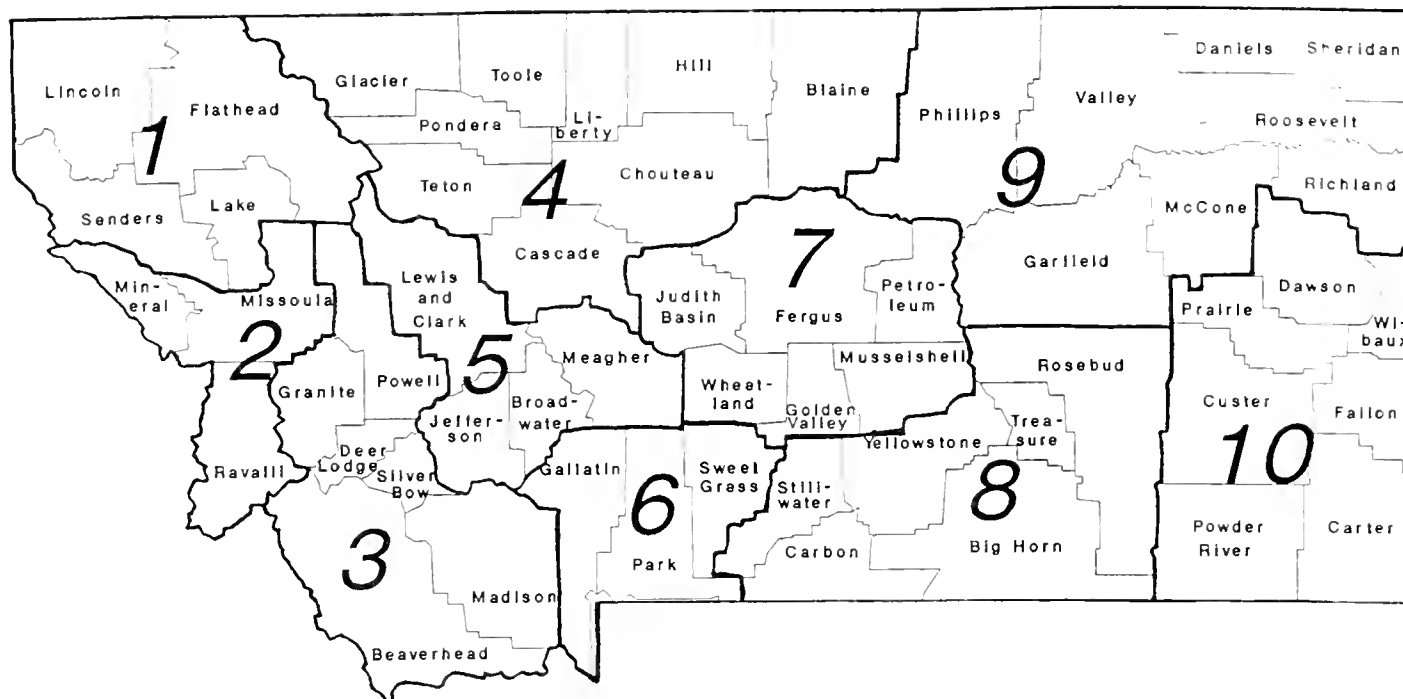 Lincoln
Flathead
1
Sanders
Lake
Glacier
Toole
Hill
Blaine
Pondera
Li-
berty
4
Teton
Chouteau
Cascade
Phillips
Valley
Daniels
Sheridan
Roosevelt
9
Richland
McCone
Garfield
Min-
eral
Missoula
2
Ravalli
Lewis
and
Clark
5
Meagher
Powell
Granite
Jeffer-
son
Broad-
water
Deer
Lodge
Silver
Bow
3
Madison
Beaverhead
7
Judith
Basin
Fergus
Petro-
leum
Wheat-
land
Golden
Valley
Musselshell
Gallatin
6
Sweet
Grass
Park
Still-
water
Yellowstone
Carbon
8
Big Horn
Rosebud
Trea-
sure
Prairie
Dawson
Wi-
baux
Custer
Fallon
10
Powder
River
Carter